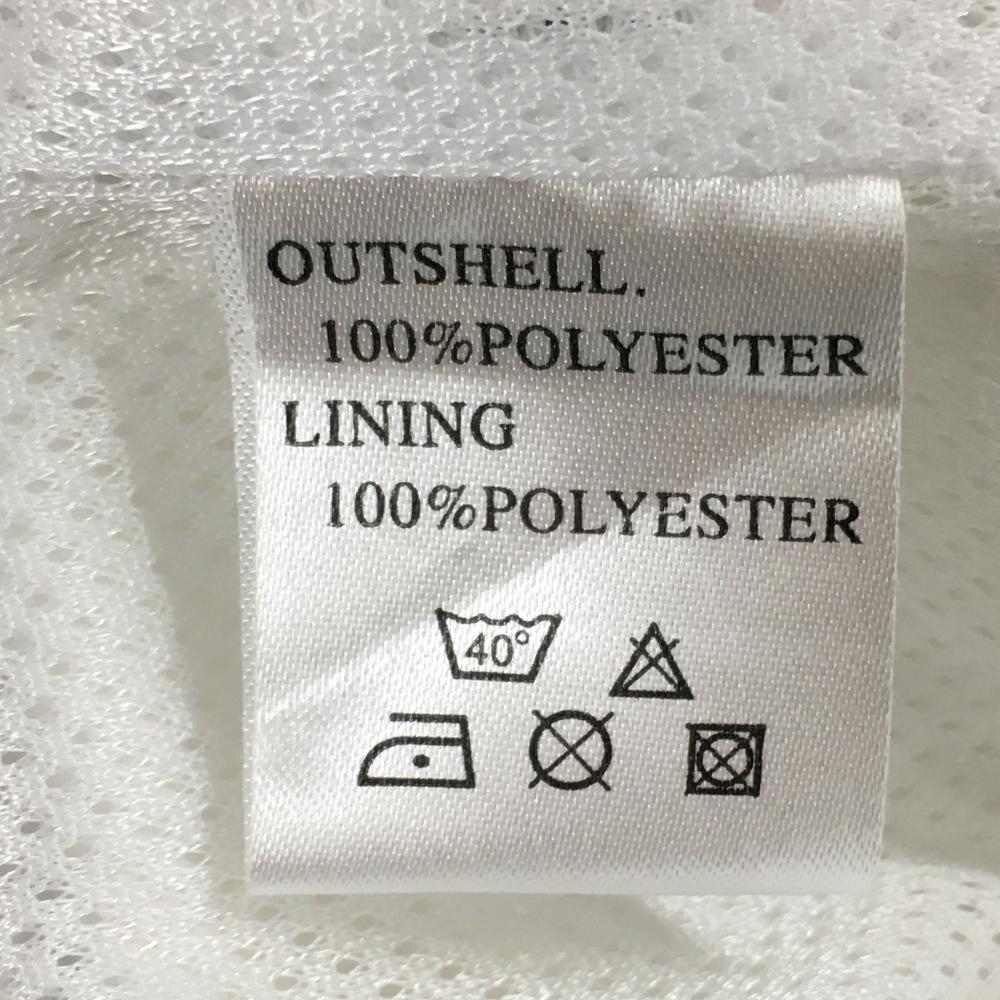 OUTSHELL.
100%POLYESTER
LINING
100%POLYESTER
40°